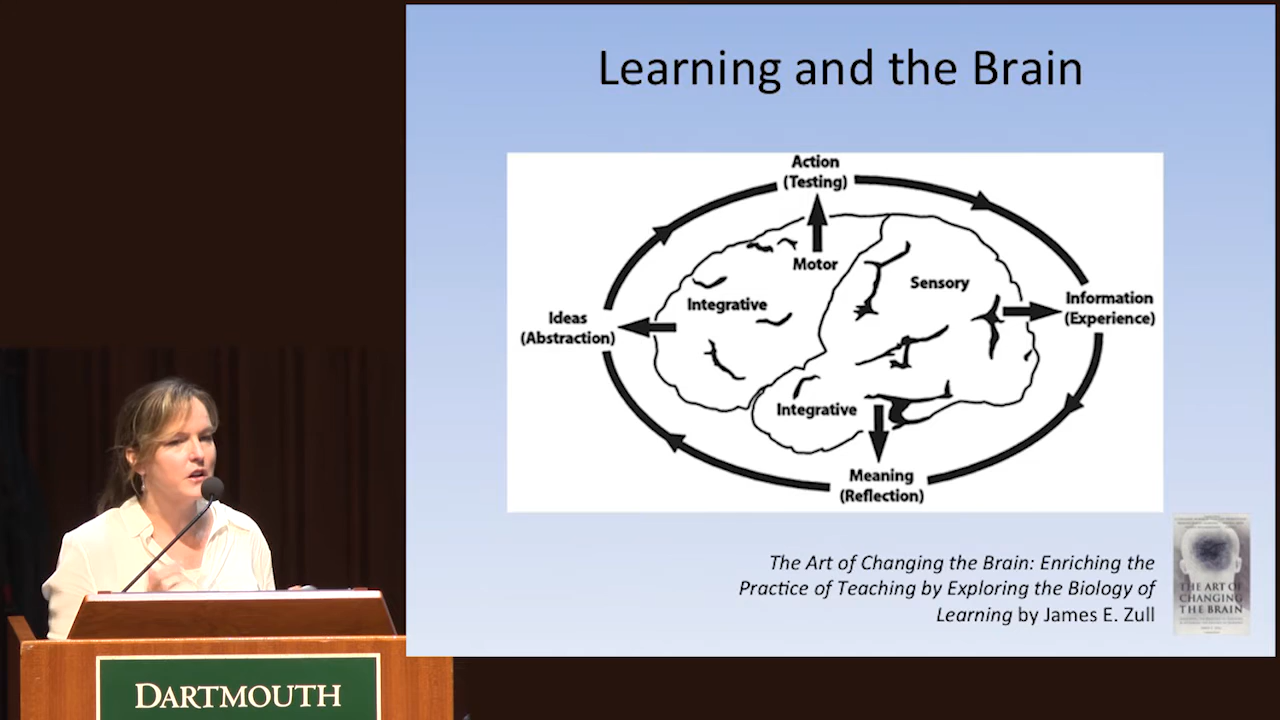 Learning and the Brain
Action
(Testing)
Motor
Sensory
Integrative
Information
(Experience)
Ideas
(Abstraction)
Integrative
Meaning
(Reflection)
The Art of Changing the Brain: Enriching the
Practice of Teaching by Exploring the Biology of
Learning by James E. Zull
THE ART OF
CHANGING
THE BRAIN
DARTMOUTH